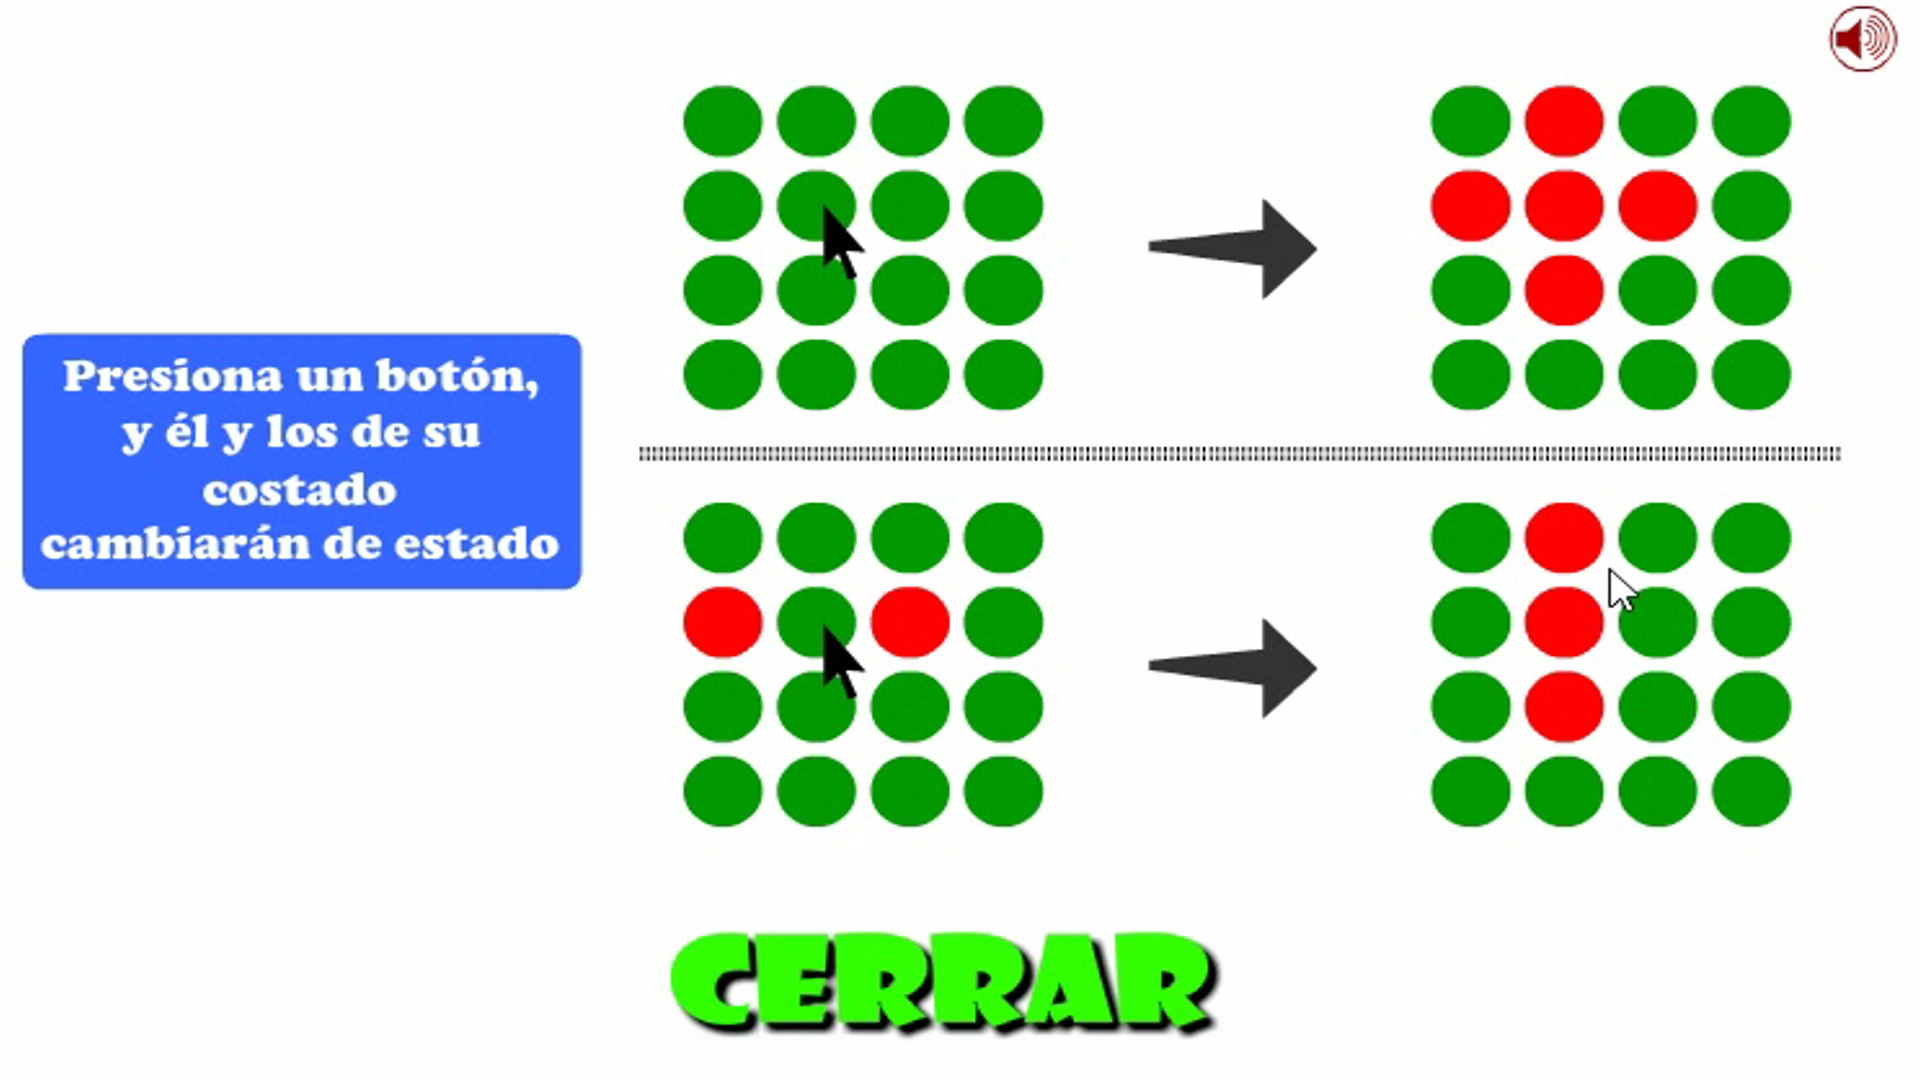 Presiona un botón,
y él y los de su
costado
cambiarán de estado
CERRAR